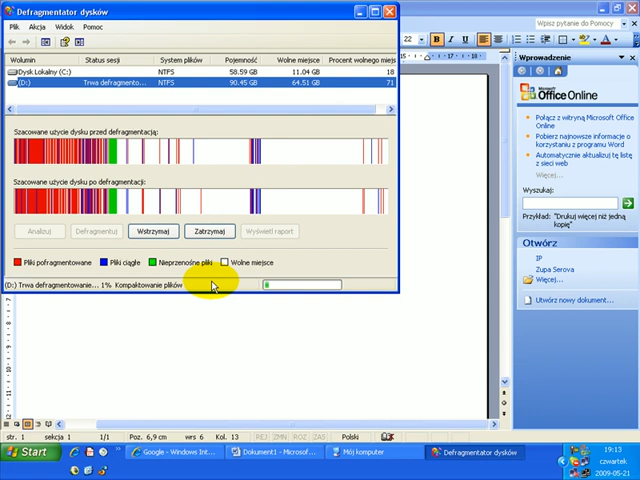 Defragmentator dysków
Plik Akcja Widok Pomoc
Wolumin Status sesji System plików Pojemność Wolne miejsce Procent wolnego miejs
Dysk Lokalny (C:) NTFS 58.59 GB 11.04 GB 18
(D:) Trwa defragmento... NTFS 90.45 GB 64.51 GB 71
Szacowane użycie dysku przed defragmentacją:
Szacowane użycie dysku po defragmentacji:
Analizuj Defragmentuj Wstrzymaj Zatrzymaj Wyświetl raport
Pliki pofragmentowane Pliki ciągłe Nieprzenośne pliki Wolne miejsce
(D:) Trwa defragmentowanie... 1% Kompaktowanie plików
Wpisz pytanie do Pomocy
22 B I U
15 16 17 18
Wprowadzenie
Microsoft
Office Online
Połącz z witryną Microsoft
Office Online
Pobierz najnowsze informacje o
korzystaniu z programu Word
Automatycznie aktualizuj tę listę
z sieci web
Więcej...
Wyszukaj:
Przykład: "Drukuj więcej niż jedną
kopię"
Otwórz
IP
Zupa Serova
Więcej...
Utwórz nowy dokument...
str. 1 sekcja 1 1/1 Poz. 6,9 cm wrs 6 Kol. 13 REJ ZMN ROZ ZAS Polski
Start Google - Windows Int... Dokument1 - Microsof... Mój komputer Defragmentator dysków
19:13
czwartek
2009-05-21